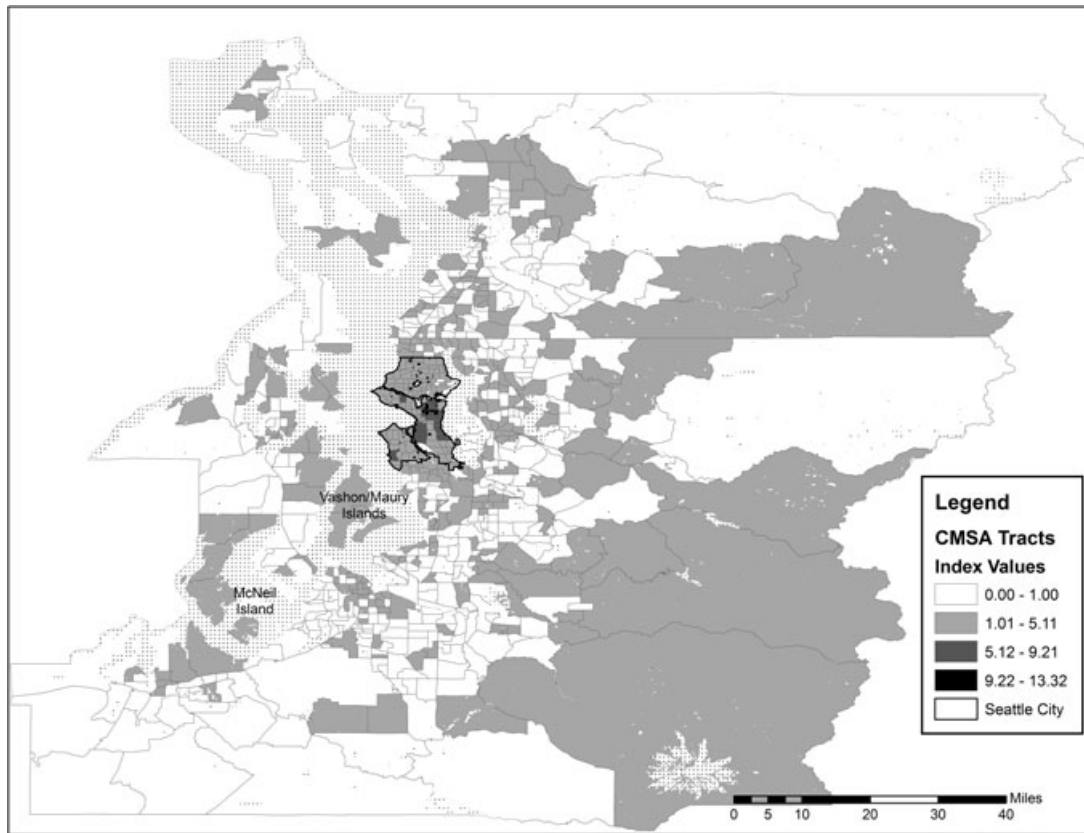 Vashon/Maury
Islands
McNeil
Island
Legend
CMSA Tracts
Index Values
0.00 - 1.00
1.01 - 5.11
5.12 - 9.21
9.22 - 13.32
Seattle City
Miles
0 5 10 20 30 40